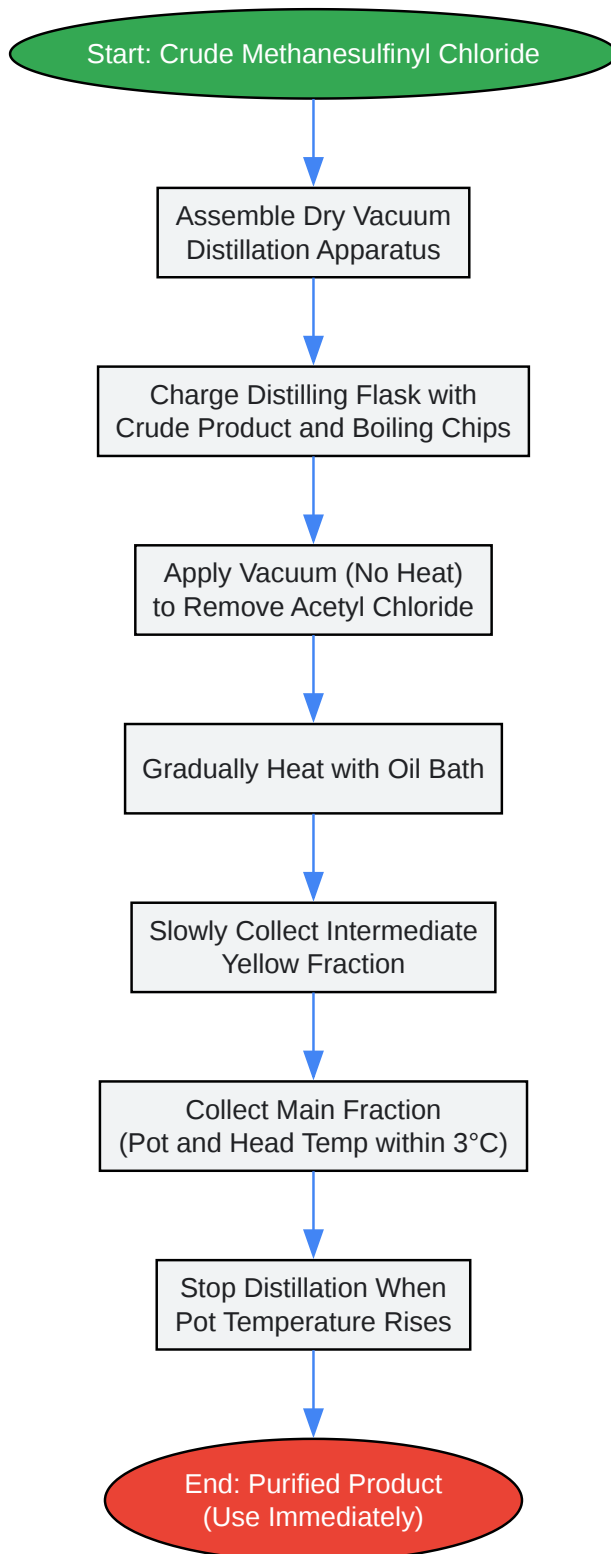 Start: Crude Methanesulfinyl Chloride
Assemble Dry Vacuum
Distillation Apparatus
Charge Distilling Flask with
Crude Product and Boiling Chips
Apply Vacuum (No Heat)
to Remove Acetyl Chloride
Gradually Heat with Oil Bath
Slowly Collect Intermediate
Yellow Fraction
Collect Main Fraction
(Pot and Head Temp within 3°C)
Stop Distillation When
Pot Temperature Rises
End: Purified Product
(Use Immediately)